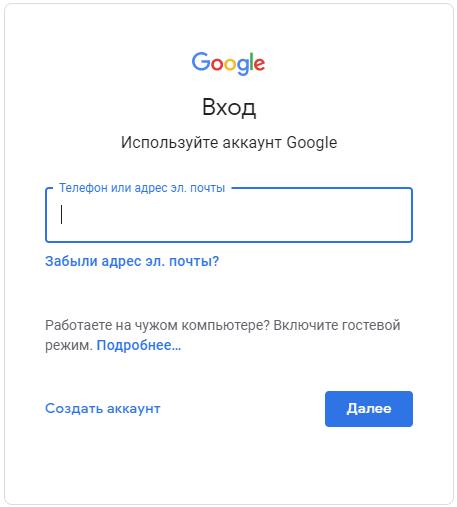 Google
Вход
Используйте аккаунт Google
Телефон или адрес эл. почты
Забыли адрес эл. почты?
Работаете на чужом компьютере? Включите гостевой
режим. Подробнее…
Создать аккаунт
Далее